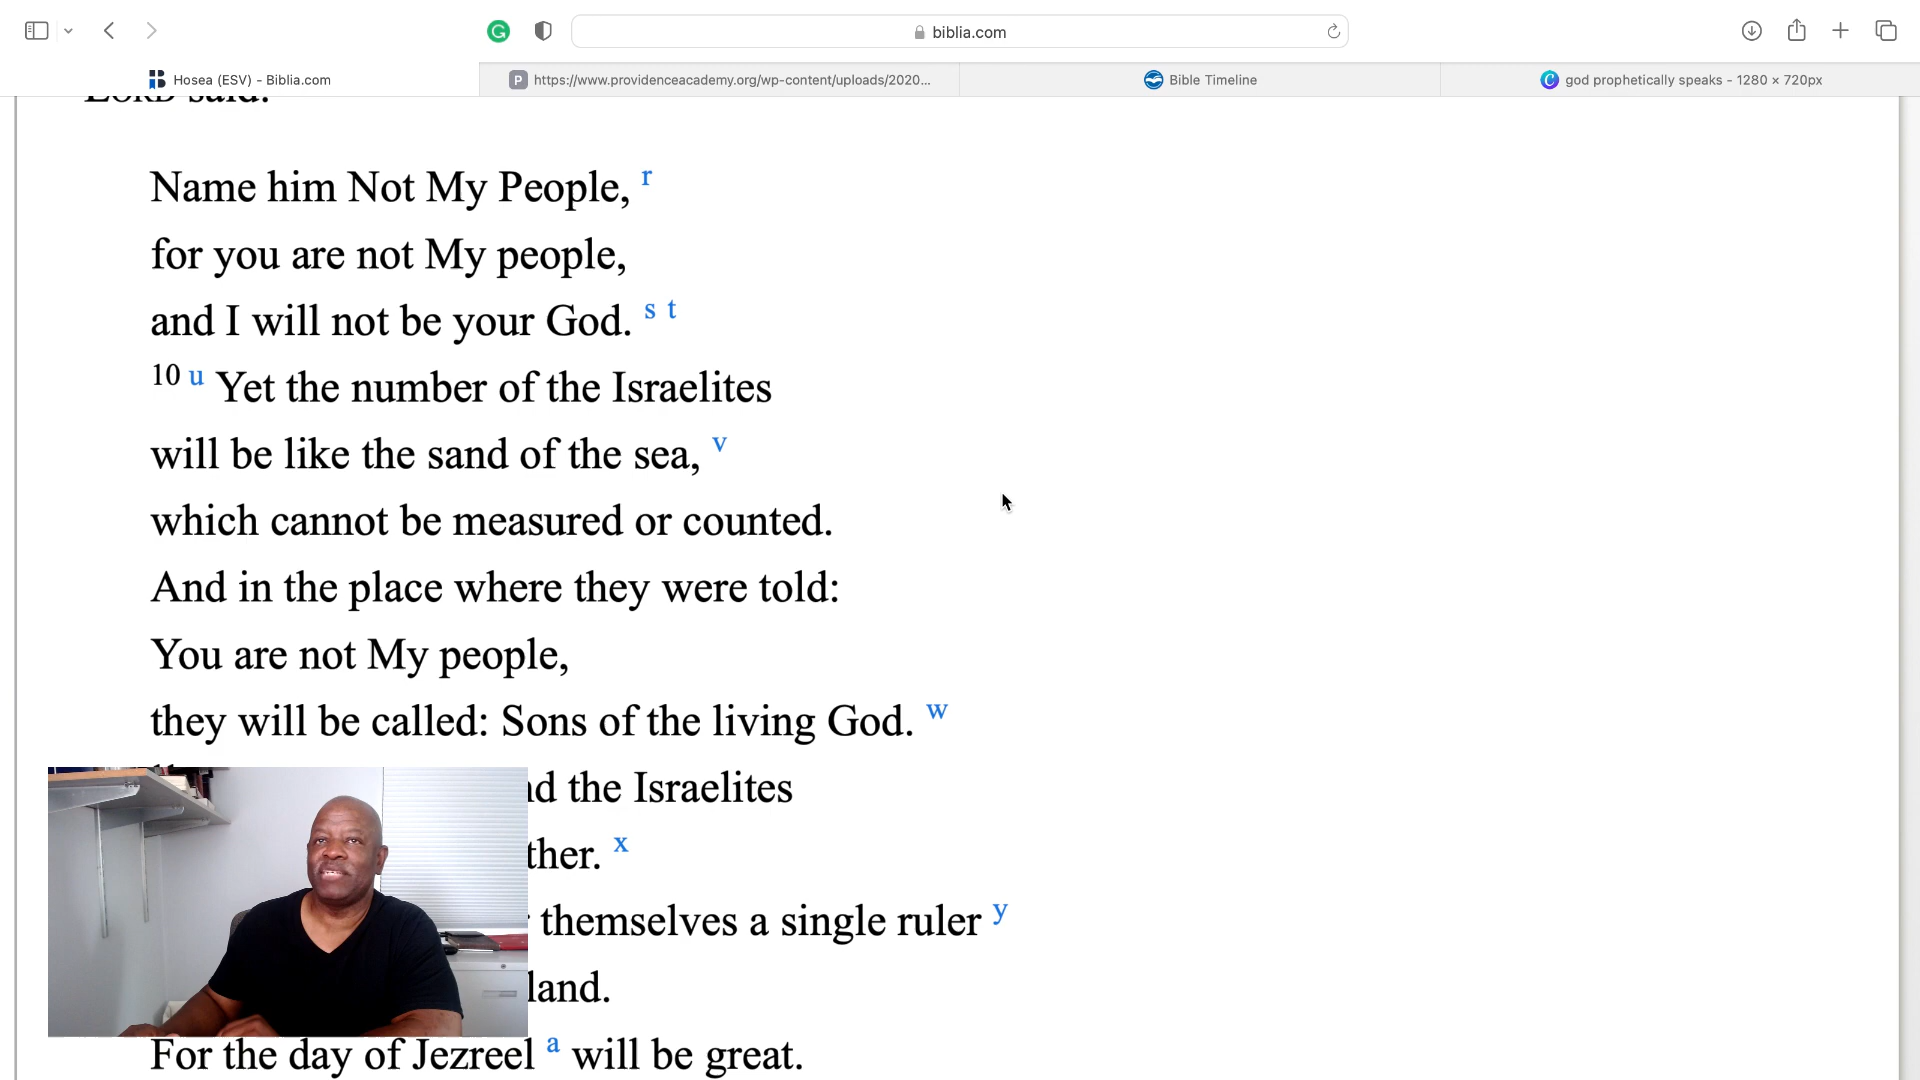 biblia.com
Hosea (ESV) - Biblia.com
P https://www.providenceacademy.org/wp-content/uploads/2020...
Bible Timeline
god prophetically speaks - 1280 × 720px
LORD said:
Name him Not My People, r
for you are not My people,
and I will not be your God. s t
10 u Yet the number of the Israelites
will be like the sand of the sea, v
which cannot be measured or counted.
And in the place where they were told:
You are not My people,
they will be called: Sons of the living God. w
the Israelites
x
themselves a single ruler y
land.
For the day of Jezreel a will be great.